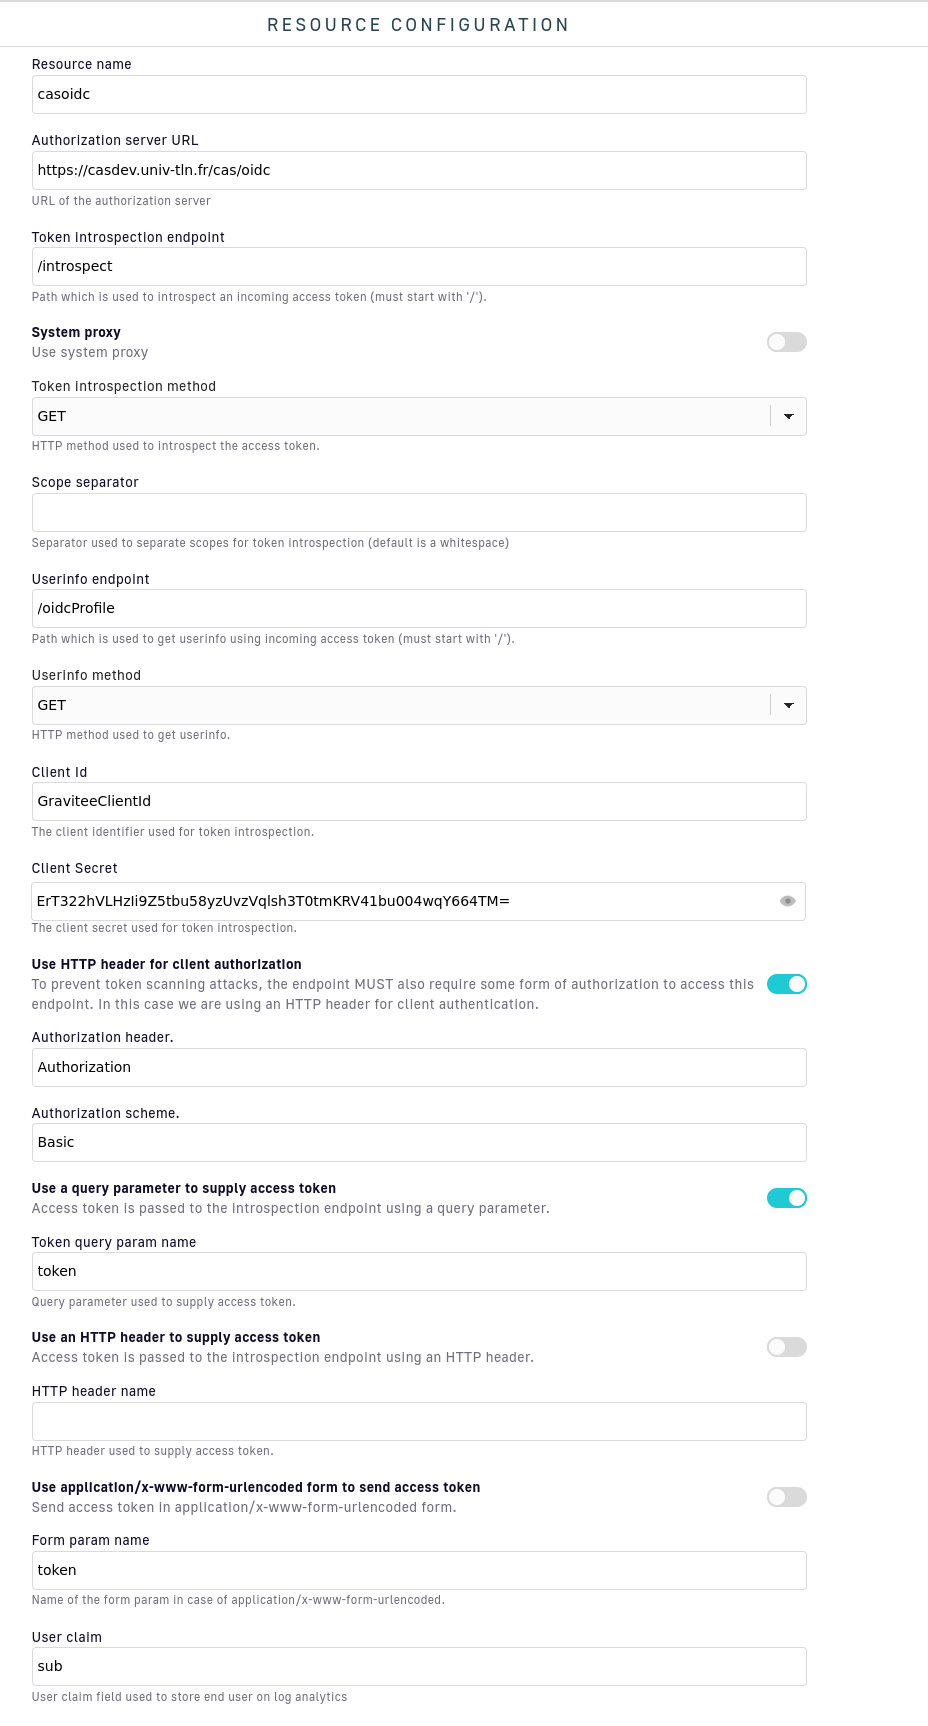 RESOURCE CONFIGURATION
Resource name
casoidc
Authorization server URL
https://casdev.univ-tln.fr/cas/oidc
URL of the authorization server
Token introspection endpoint
/introspect
Path which is used to introspect an incoming access token (must start with '/').
System proxy
Use system proxy
Token introspection method
GET
HTTP method used to introspect the access token.
Scope separator
Separator used to separate scopes for token introspection (default is a whitespace)
Userinfo endpoint
/oidcProfile
Path which is used to get userinfo using incoming access token (must start with '/').
Userinfo method
GET
HTTP method used to get userinfo.
Client Id
GraviteeClientId
The client identifier used for token introspection.
Client Secret
ErT322hVLHzIi9Z5tbu58yzUvzVqlsh3T0tmKRV41bu004wqY664TM=
The client secret used for token introspection.
Use HTTP header for client authorization
To prevent token scanning attacks, the endpoint MUST also require some form of authorization to access this
endpoint. In this case we are using an HTTP header for client authentication.
Authorization header.
Authorization
Authorization scheme.
Basic
Use a query parameter to supply access token
Access token is passed to the introspection endpoint using a query parameter.
Token query param name
token
Query parameter used to supply access token.
Use an HTTP header to supply access token
Access token is passed to the introspection endpoint using an HTTP header.
HTTP header name
HTTP header used to supply access token.
Use application/x-www-form-urlencoded form to send access token
Send access token in application/x-www-form-urlencoded form.
Form param name
token
Name of the form param in case of application/x-www-form-urlencoded.
User claim
sub
User claim field used to store end user on log analytics